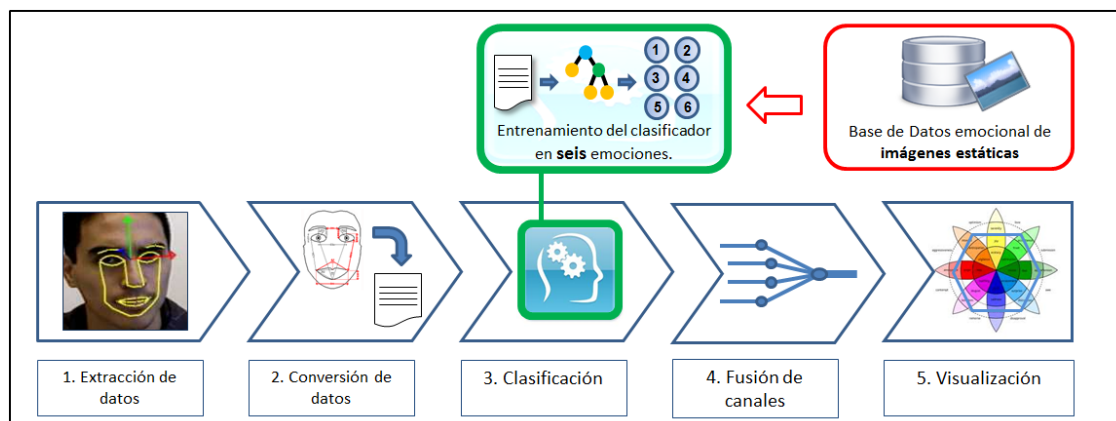 1 2
3 4
5 6
Entrenamiento del clasificador
en seis emociones.
Base de Datos emocional de
imágenes estáticas
1. Extracción de
datos
2. Conversión de
datos
3. Clasificación
4. Fusión de
canales
5. Visualización